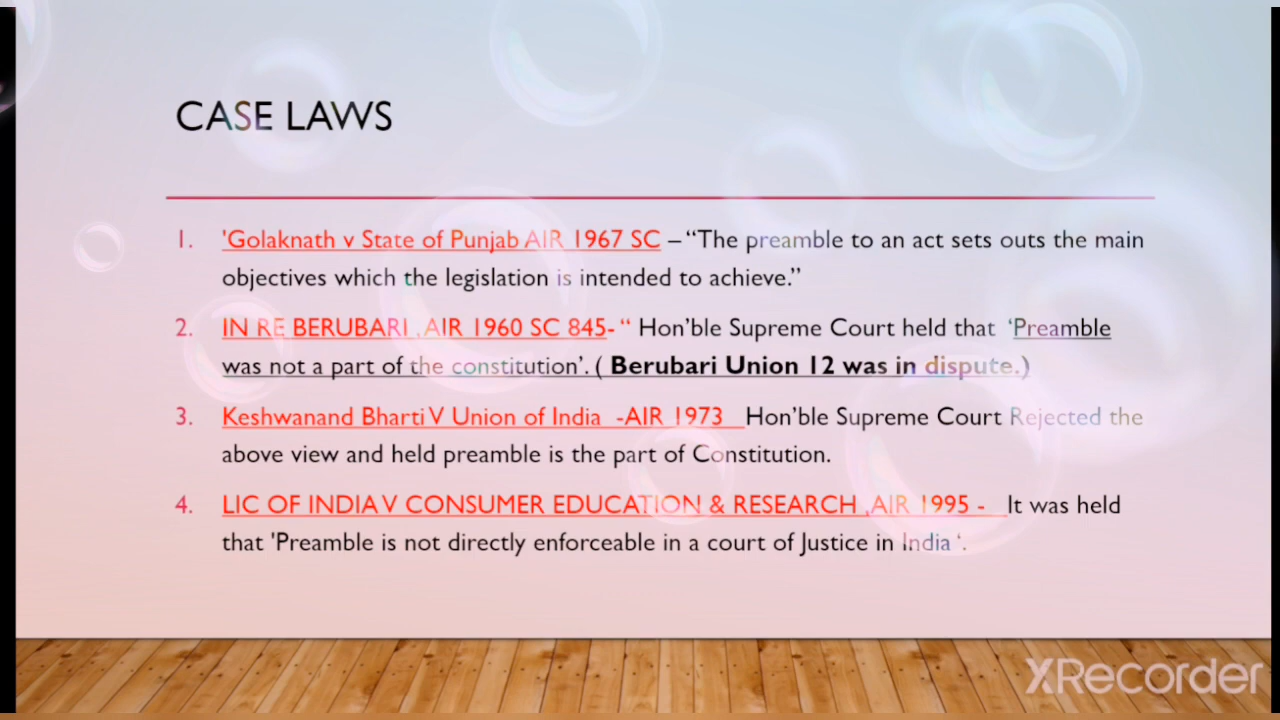 CASE LAWS
1. 'Golaknath v State of Punjab AIR 1967 SC – “The preamble to an act sets outs the main
objectives which the legislation is intended to achieve.”
2. IN RE BERUBARI ,AIR 1960 SC 845- “ Hon’ble Supreme Court held that ‘Preamble
was not a part of the constitution’. ( Berubari Union 12 was in dispute.)
3. Keshwanand Bharti V Union of India -AIR 1973 Hon’ble Supreme Court Rejected the
above view and held preamble is the part of Constitution.
4. LIC OF INDIA V CONSUMER EDUCATION & RESEARCH ,AIR 1995 - It was held
that 'Preamble is not directly enforceable in a court of Justice in India ‘.
XRecorder